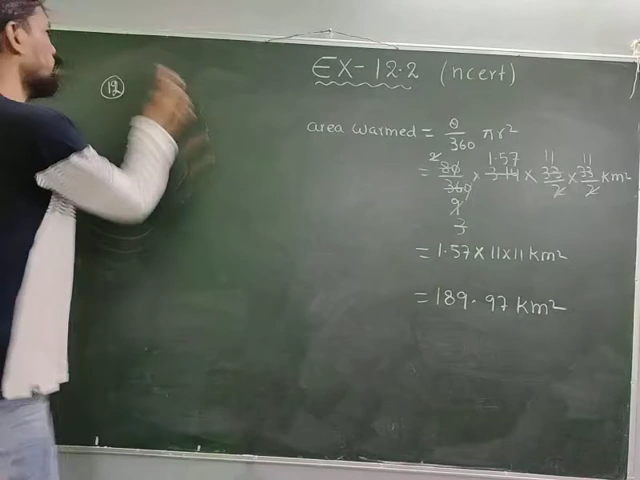 EX-12.2 (ncert)
12
area warmed = θ/360 πr²
= 2 80/360 9 3 × 1.57 3.14 × 11 33/2 × 11 33/2 km²
= 1.57 × 11 × 11 km²
= 189.97 km²